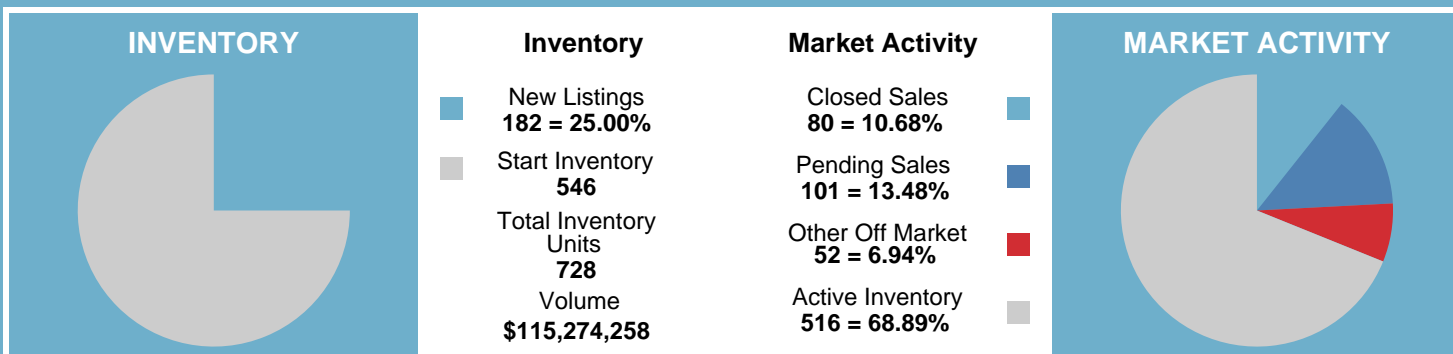 INVENTORY
Inventory
New Listings
182 = 25.00%
Start Inventory
546
Total Inventory
Units
728
Volume
$115,274,258
Market Activity
Closed Sales
80 = 10.68%
Pending Sales
101 = 13.48%
Other Off Market
52 = 6.94%
Active Inventory
516 = 68.89%
MARKET ACTIVITY